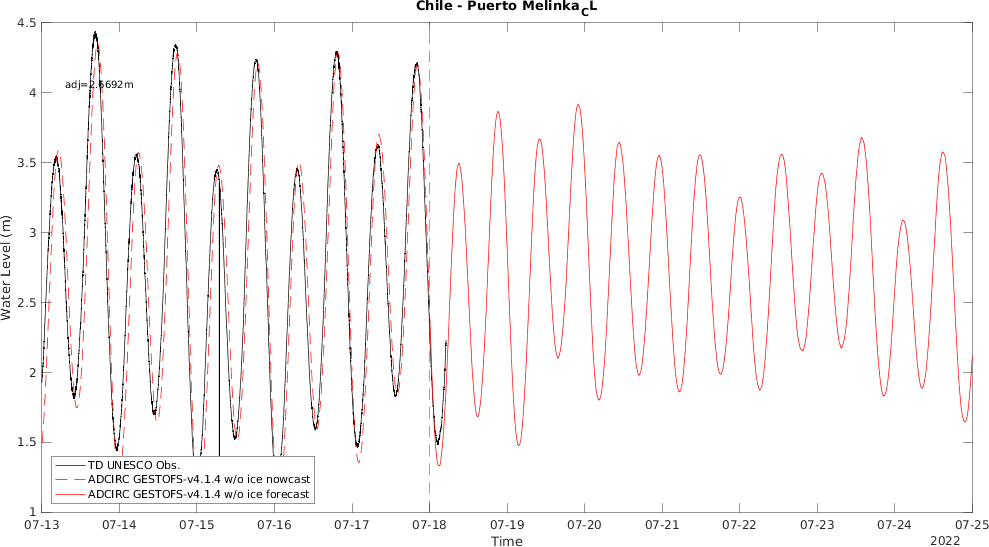 Chile - Puerto Melinka_CL
4.5
4
3.5
3
2.5
2
1.5
1
Water Level (m)
adj=2.6692m
TD UNESCO Obs.
ADCIRC GESTOFS-v4.1.4 w/o ice nowcast
ADCIRC GESTOFS-v4.1.4 w/o ice forecast
07-13 07-14 07-15 07-16 07-17 07-18 07-19 07-20 07-21 07-22 07-23 07-24 07-25
Time
2022